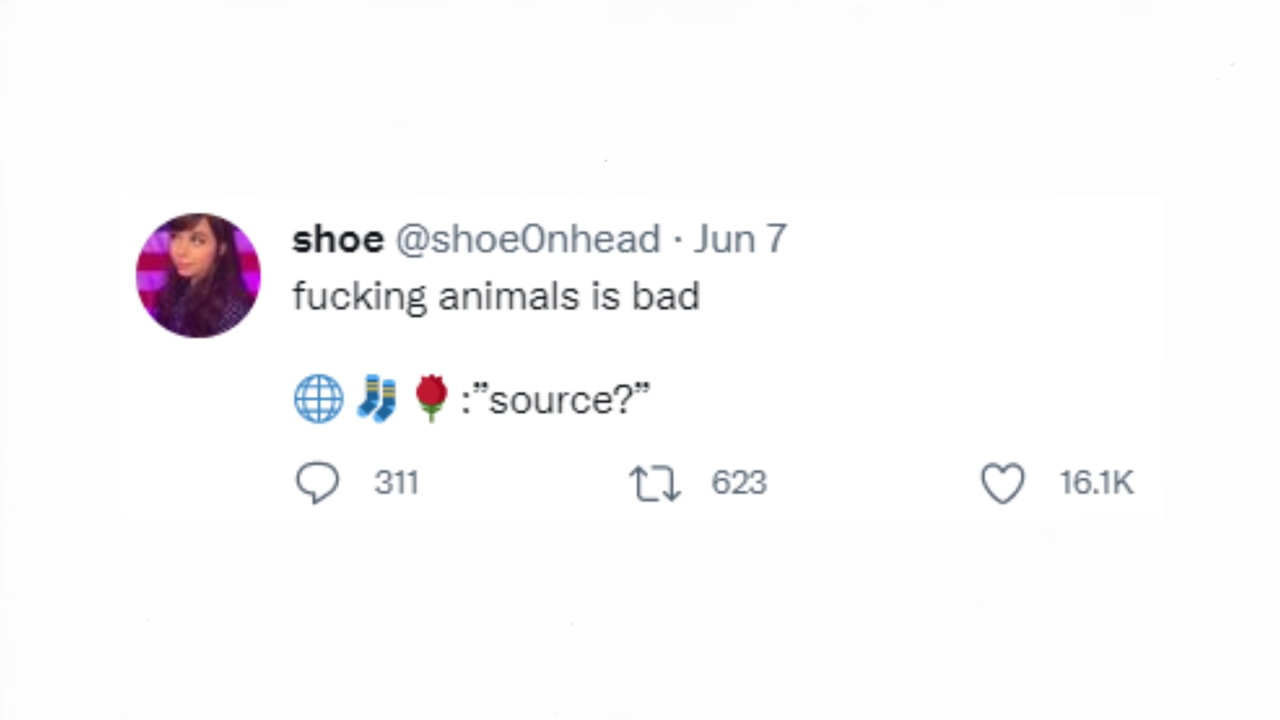 shoe @shoe0nhead · Jun 7
fucking animals is bad
🌐🧦🌹:”source?”
311 623 16.1K